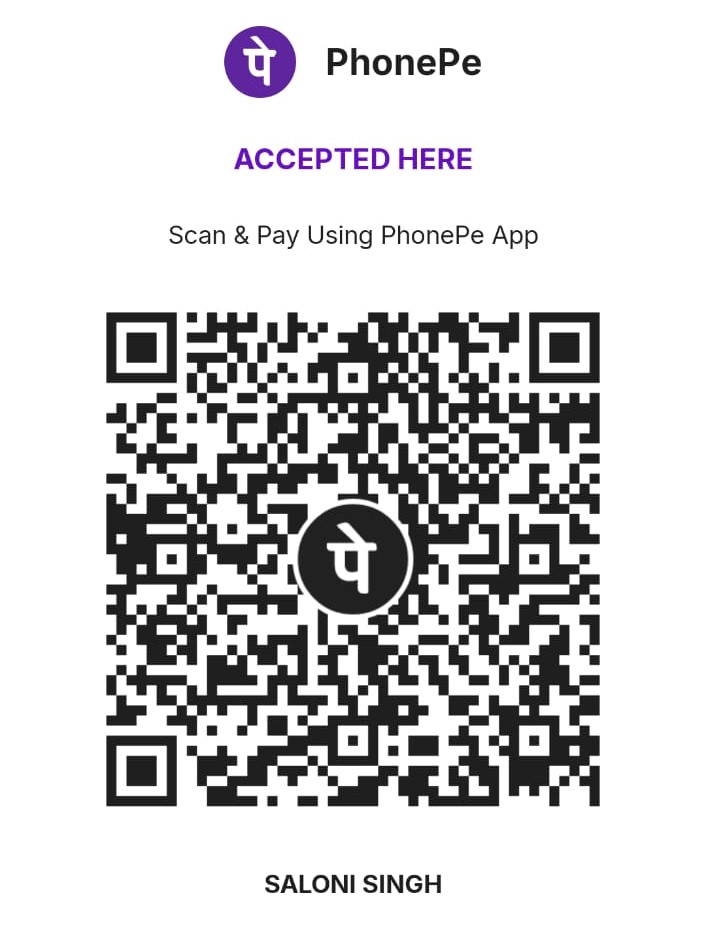 पे PhonePe
ACCEPTED HERE
Scan & Pay Using PhonePe App
पे
SALONI SINGH